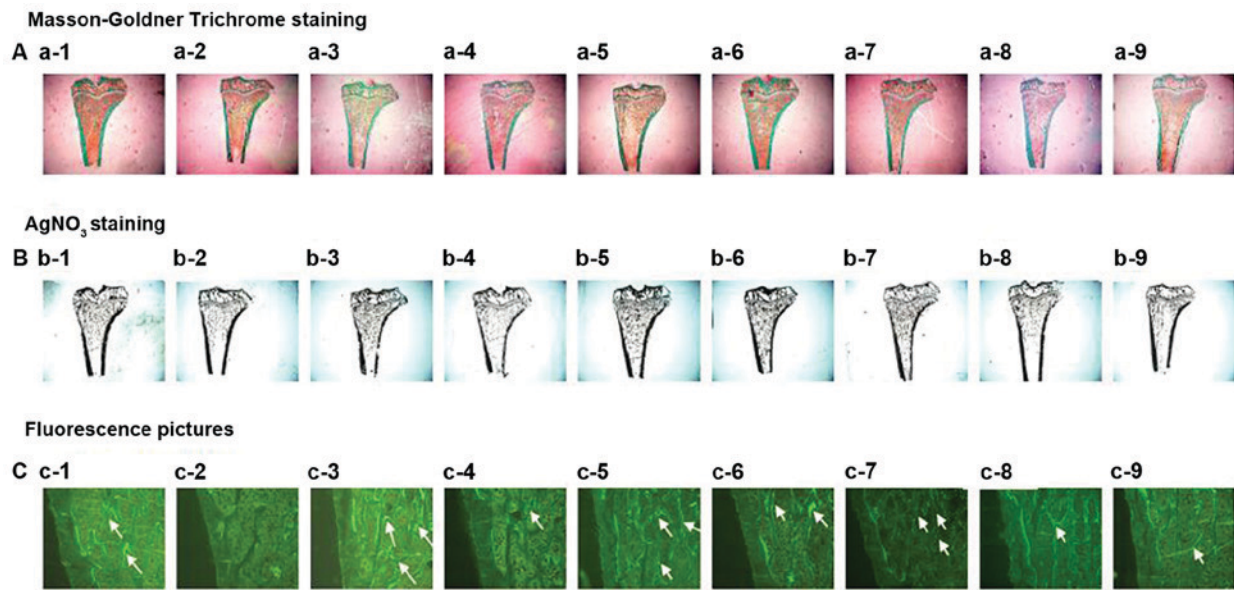 Masson-Goldner Trichrome staining
A a-1 a-2 a-3 a-4 a-5 a-6 a-7 a-8 a-9
AgNO₃ staining
B b-1 b-2 b-3 b-4 b-5 b-6 b-7 b-8 b-9
Fluorescence pictures
C c-1 c-2 c-3 c-4 c-5 c-6 c-7 c-8 c-9